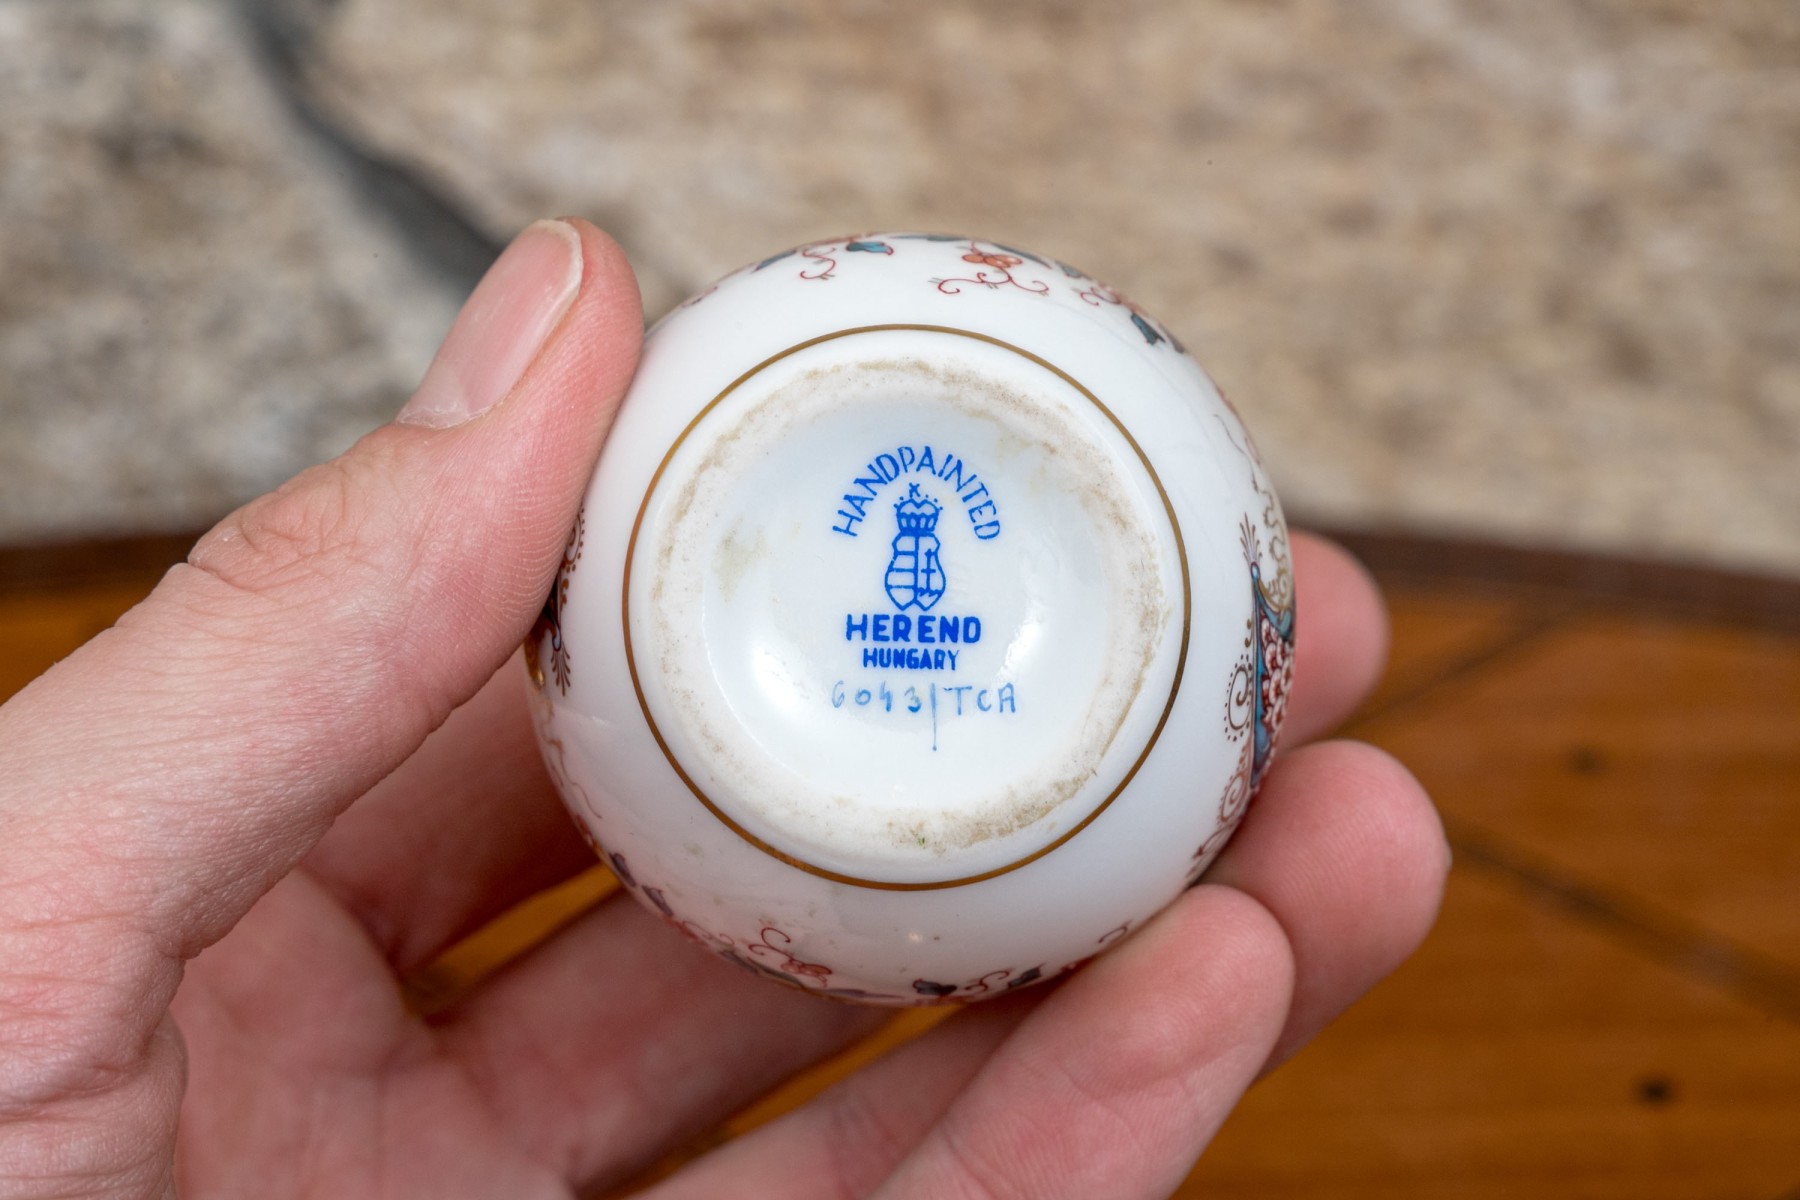 HANDPAINTED
HEREND
HUNGARY
6043/TCA